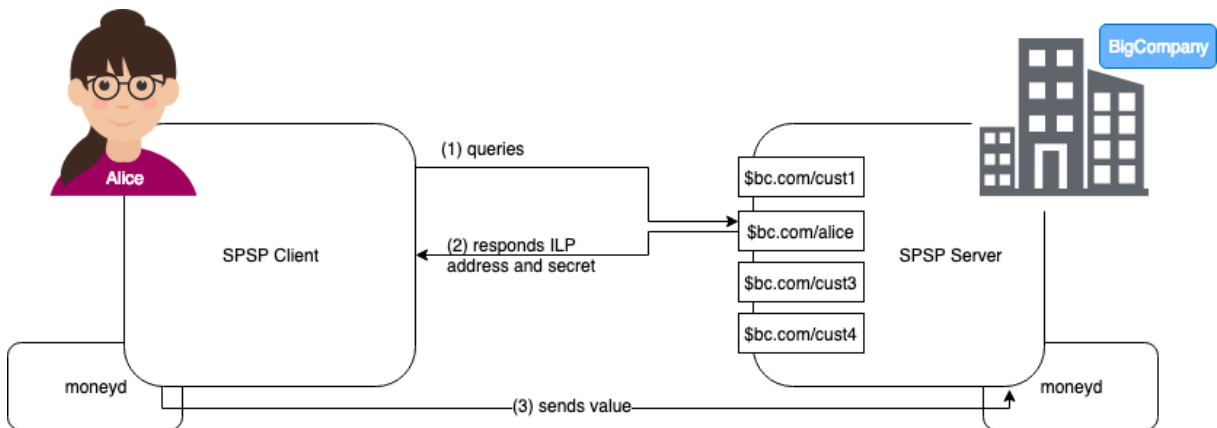 BigCompany
Alice
(1) queries
$bc.com/cust1
$bc.com/alice
SPSP Client
(2) responds ILP
address and secret
SPSP Server
$bc.com/cust3
$bc.com/cust4
moneyd
moneyd
(3) sends value